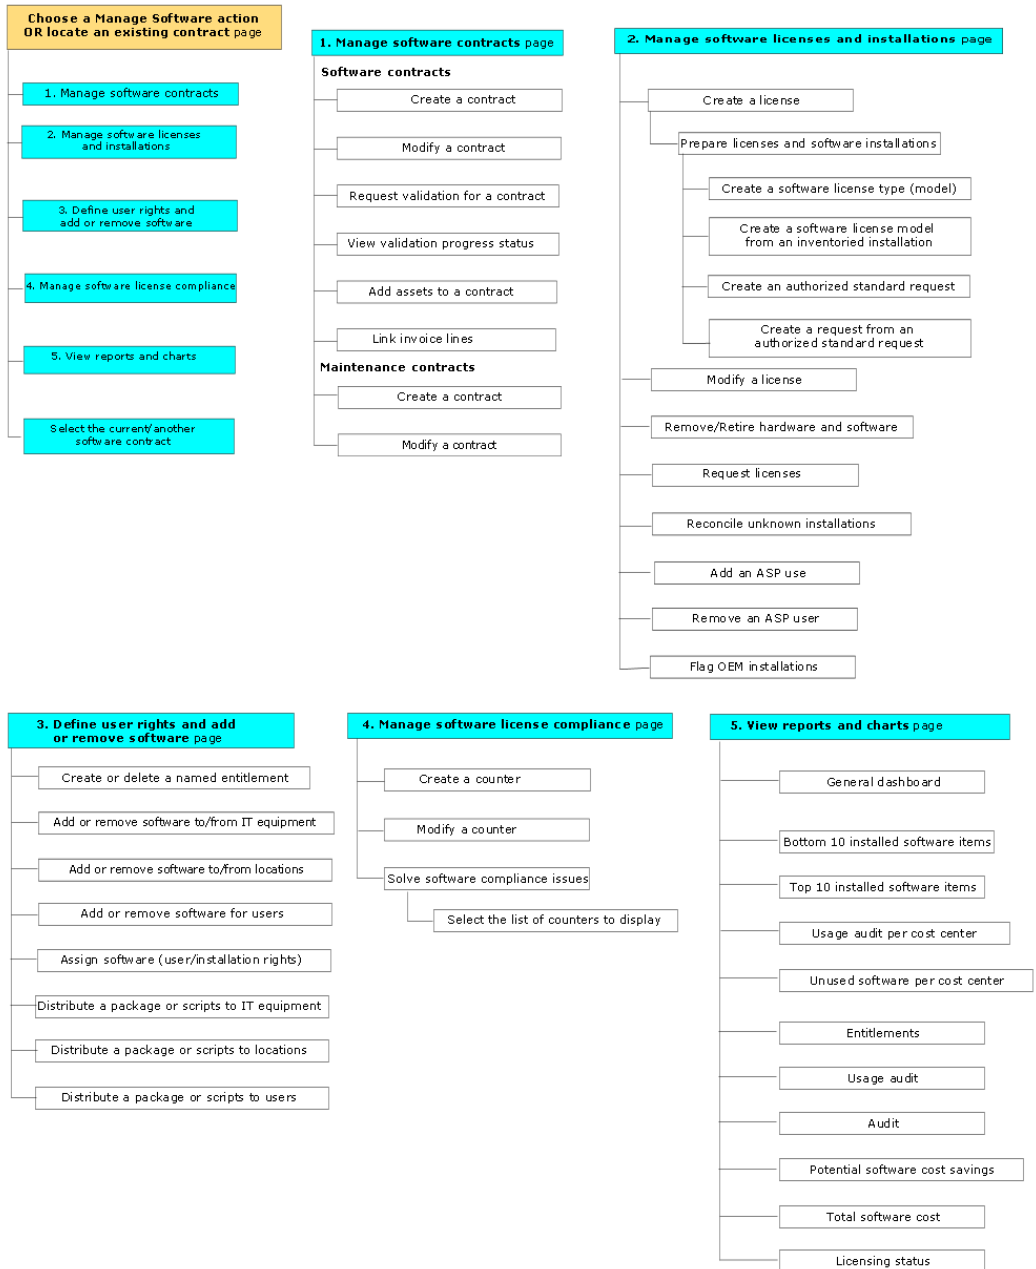 Choose a Manage Software action
OR locate an existing contract page
1. Manage software contracts
2. Manage software licenses
and installations
3. Define user rights and
add or remove software
4. Manage software license compliance
5. View reports and charts
Select the current/another
software contract
1. Manage software contracts page
Software contracts
Create a contract
Modify a contract
Request validation for a contract
View validation progress status
Add assets to a contract
Link invoice lines
Maintenance contracts
Create a contract
Modify a contract
2. Manage software licenses and installations page
Create a license
Prepare licenses and software installations
Create a software license type (model)
Create a software license model
from an inventoried installation
Create an authorized standard request
Create a request from an
authorized standard request
Modify a license
Remove/Retire hardware and software
Request licenses
Reconcile unknown installations
Add an ASP use
Remove an ASP user
Flag OEM installations
3. Define user rights and add
or remove software page
Create or delete a named entitlement
Add or remove software to/from IT equipment
Add or remove software to/from locations
Add or remove software for users
Assign software (user/installation rights)
Distribute a package or scripts to IT equipment
Distribute a package or scripts to locations
Distribute a package or scripts to users
4. Manage software license compliance page
Create a counter
Modify a counter
Solve software compliance issues
Select the list of counters to display
5. View reports and charts page
General dashboard
Bottom 10 installed software items
Top 10 installed software items
Usage audit per cost center
Unused software per cost center
Entitlements
Usage audit
Audit
Potential software cost savings
Total software cost
Licensing status